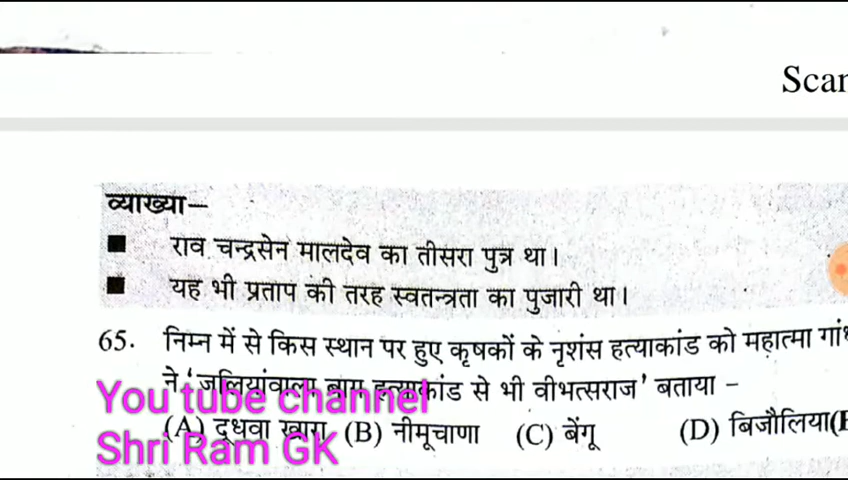 Scan
व्याख्या—
राव चन्द्रसेन मालदेव का तीसरा पुत्र था।
यह भी प्रताप की तरह स्वतन्त्रता का पुजारी था।
65. निम्न में से किस स्थान पर हुए कृषकों के नृशंस हत्याकांड को महात्मा गांध
ने 'जलियांवाला बाग हत्याकांड से भी वीभत्सराज' बताया –
You tube channel
(A) दूधवा खारा (B) नीमूचाणा (C) बेंगू (D) बिजौलिया(B
Shri Ram GK